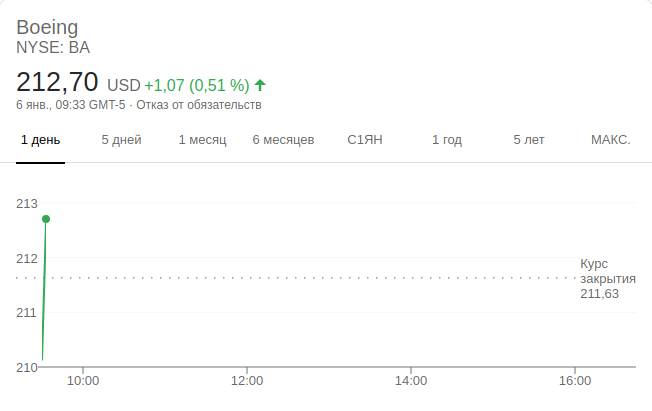 Boeing
NYSE: BA
212,70 USD +1,07 (0,51 %)
6 янв., 09:33 GMT-5 · Отказ от обязательств
1 день 5 дней 1 месяц 6 месяцев С1ЯН 1 год 5 лет МАКС.
213
212
211
210
Курс
закрытия
211,63
10:00 12:00 14:00 16:00